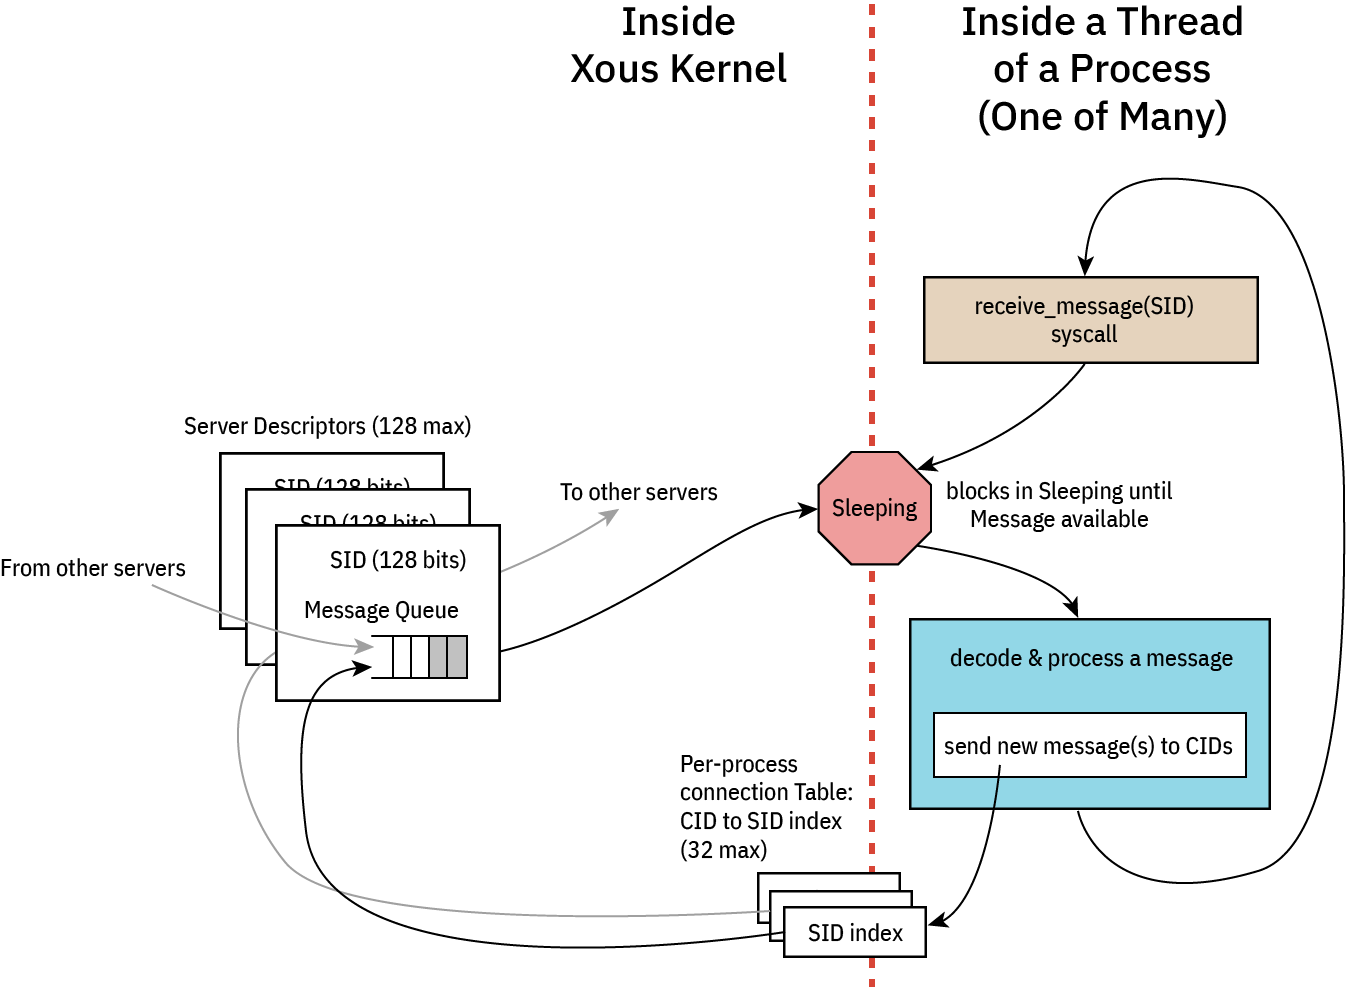 Inside
Xous Kernel
Inside a Thread
of a Process
(One of Many)
receive_message(SID)
syscall
Server Descriptors (128 max)
SID (128 bits)
SID (128 bits)
SID (128 bits)
Message Queue
From other servers
To other servers
Sleeping
blocks in Sleeping until
Message available
decode & process a message
send new message(s) to CIDs
Per-process
connection Table:
CID to SID index
(32 max)
SID index